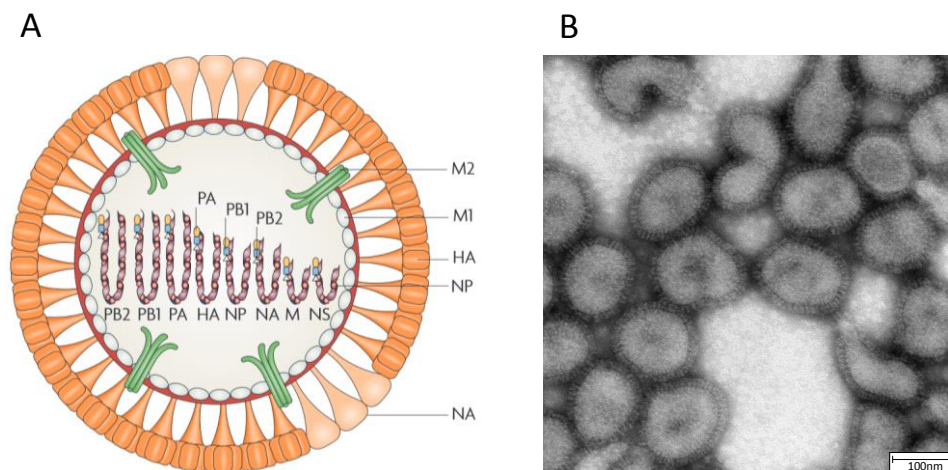 A
B
M2
PA
PB1
PB2
M1
HA
NP
PB2 PB1 PA HA NP NA M NS
NA
100nm